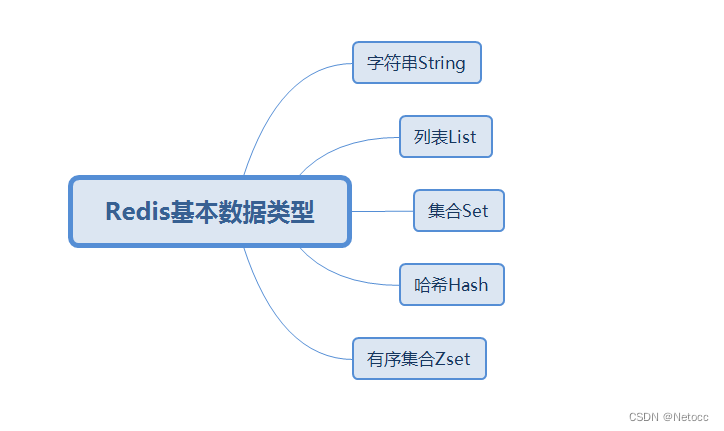 字符串String
列表List
Redis基本数据类型
集合Set
哈希Hash
有序集合Zset
CSDN @Netocc